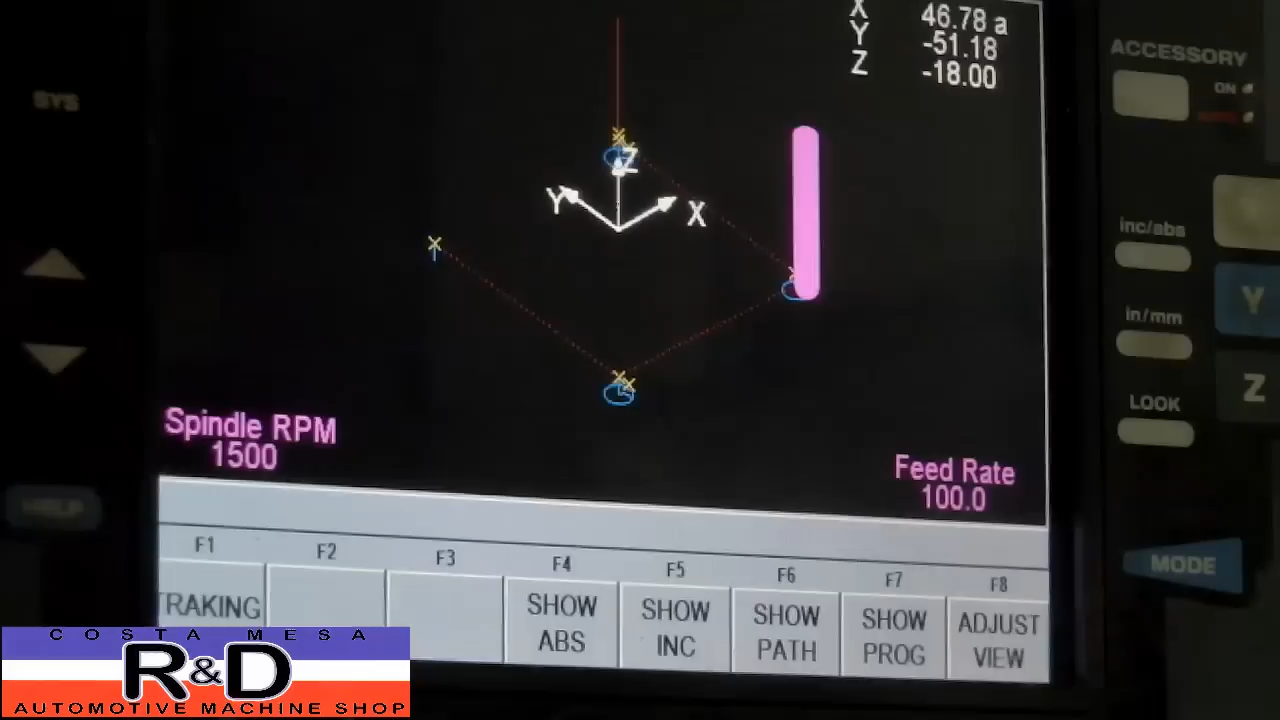 X 46.78 a
Y -51.18
Z -18.00
ACCESSORY
ON
SYS
Z
Y
X
inc/abs
Y
in/mm
Z
LOOK
Spindle RPM
1500
Feed Rate
100.0
HELP
MODE
F1 F2 F3 F4 F5 F6 F7 F8
TRAKING
SHOW ABS
SHOW INC
SHOW PATH
SHOW PROG
ADJUST VIEW
COSTA MESA
R&D
AUTOMOTIVE MACHINE SHOP